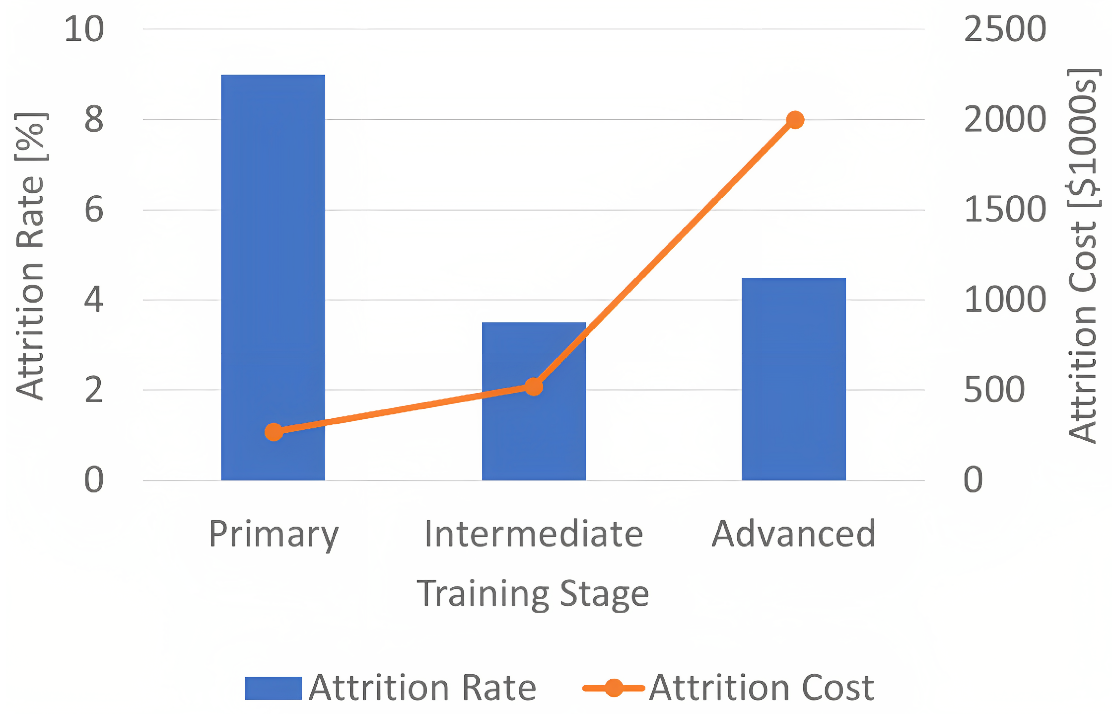 10
8
6
4
2
0
Attrition Rate [%]
2500
2000
1500
1000
500
0
Attrition Cost [$1000s]
Primary
Intermediate
Advanced
Training Stage
Attrition Rate
Attrition Cost